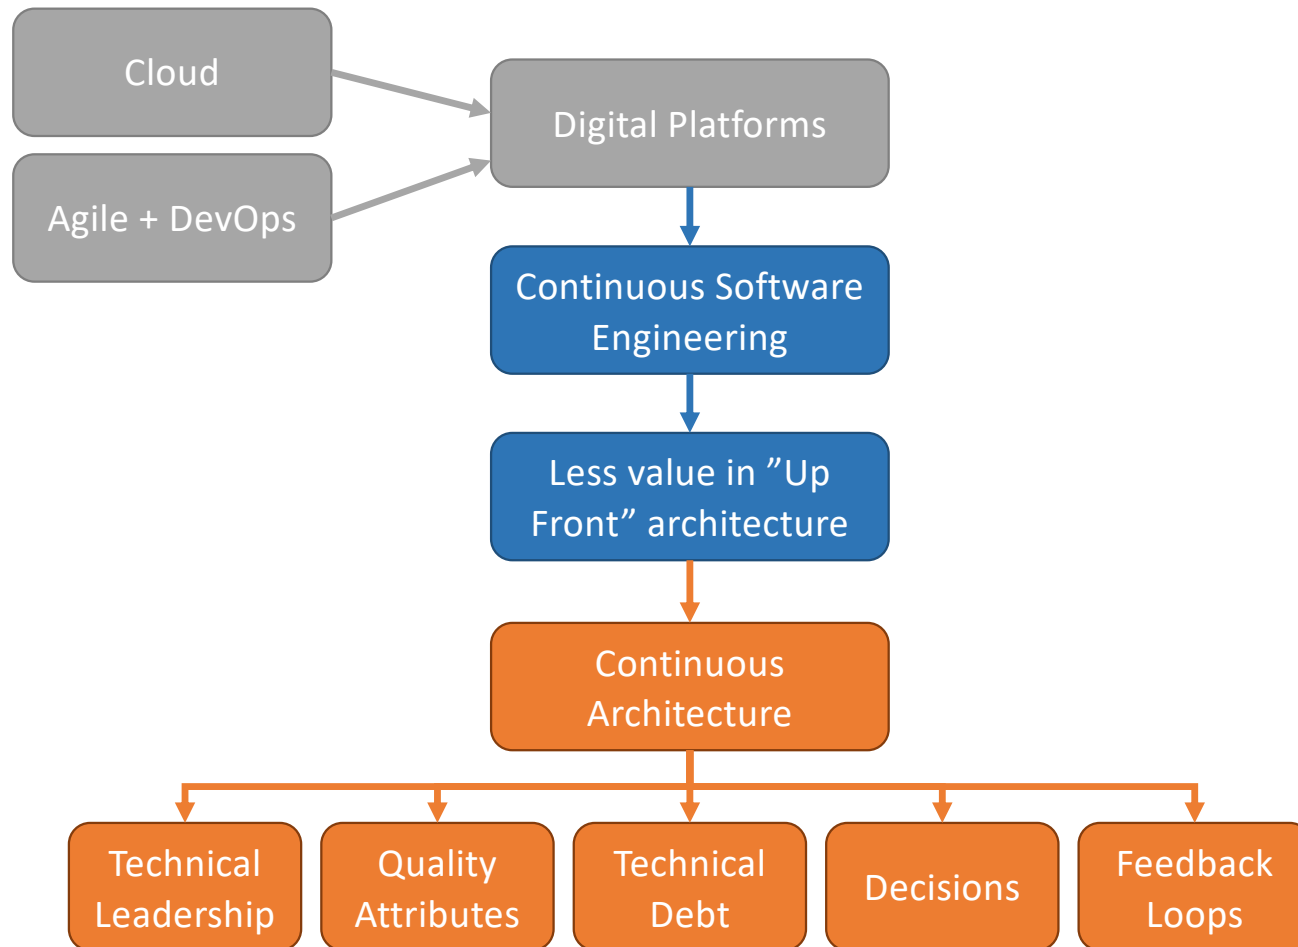 Cloud
Digital Platforms
Agile + DevOps
Continuous Software
Engineering
Less value in ”Up
Front” architecture
Continuous
Architecture
Technical
Leadership
Quality
Attributes
Technical
Debt
Decisions
Feedback
Loops